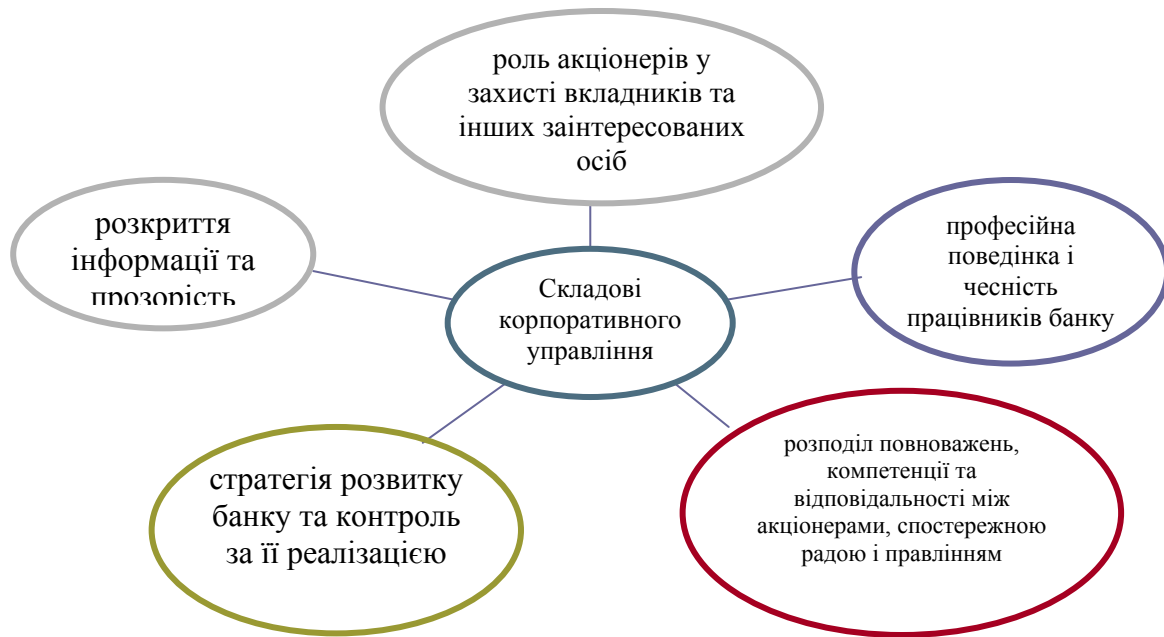 роль акціонерів у
захисті вкладників та
інших заінтересованих
осіб
розкриття
інформації та
прозорість
професійна
поведінка і
чесність
працівників банку
Складові
корпоративного
управління
стратегія розвитку
банку та контроль
за її реалізацією
розподіл повноважень,
компетенції та
відповідальності між
акціонерами, спостережною
радою і правлінням